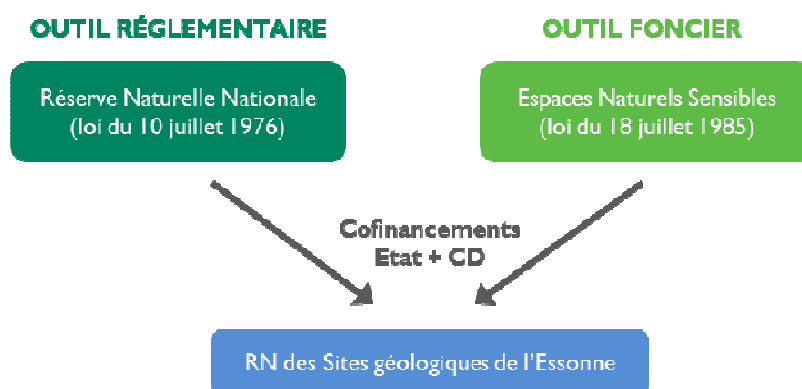 OUTIL RÉGLEMENTAIRE
OUTIL FONCIER
Réserve Naturelle Nationale
(loi du 10 juillet 1976)
Espaces Naturels Sensibles
(loi du 18 juillet 1985)
Cofinancements
Etat + CD
RN des Sites géologiques de l'Essonne